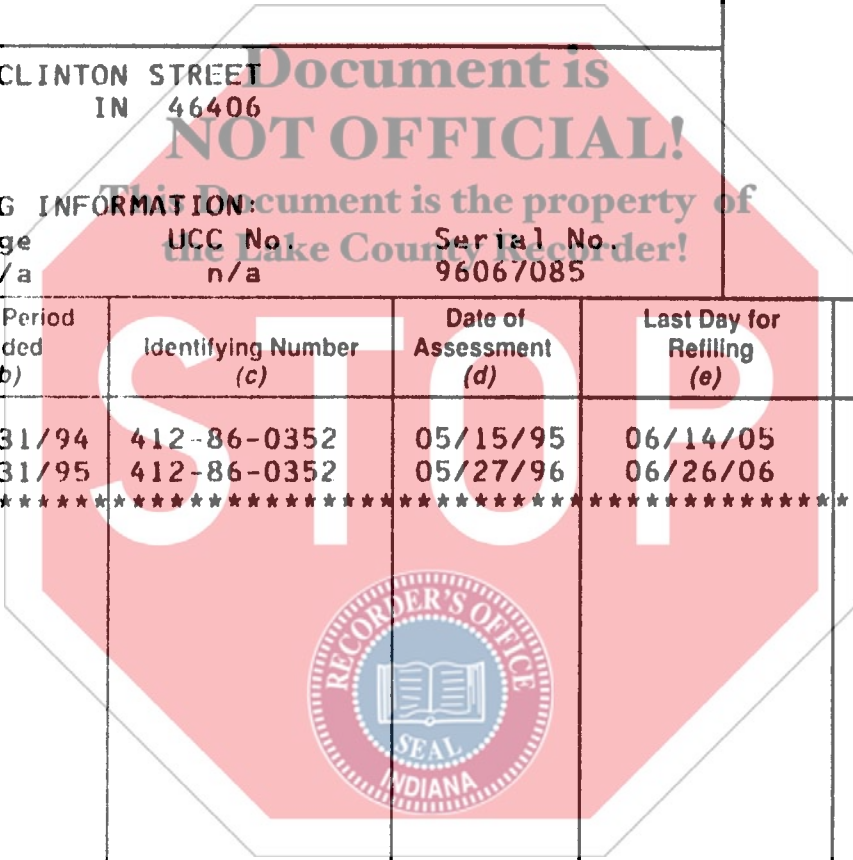 CLINTON STREET
IN 46406
Document is
NOT OFFICIAL!
This Document is the property of
the Lake County Recorder!
G INFORMATION:
ge UCC No. Serial No.
/a n/a 96067085
Period
ded
b)
Identifying Number
(c)
Date of
Assessment
(d)
Last Day for
Refiling
(e)
31/94 412-86-0352 05/15/95 06/14/05
31/95 412-86-0352 05/27/96 06/26/06
STOP
RECORDER'S OFFICE
SEAL
INDIANA